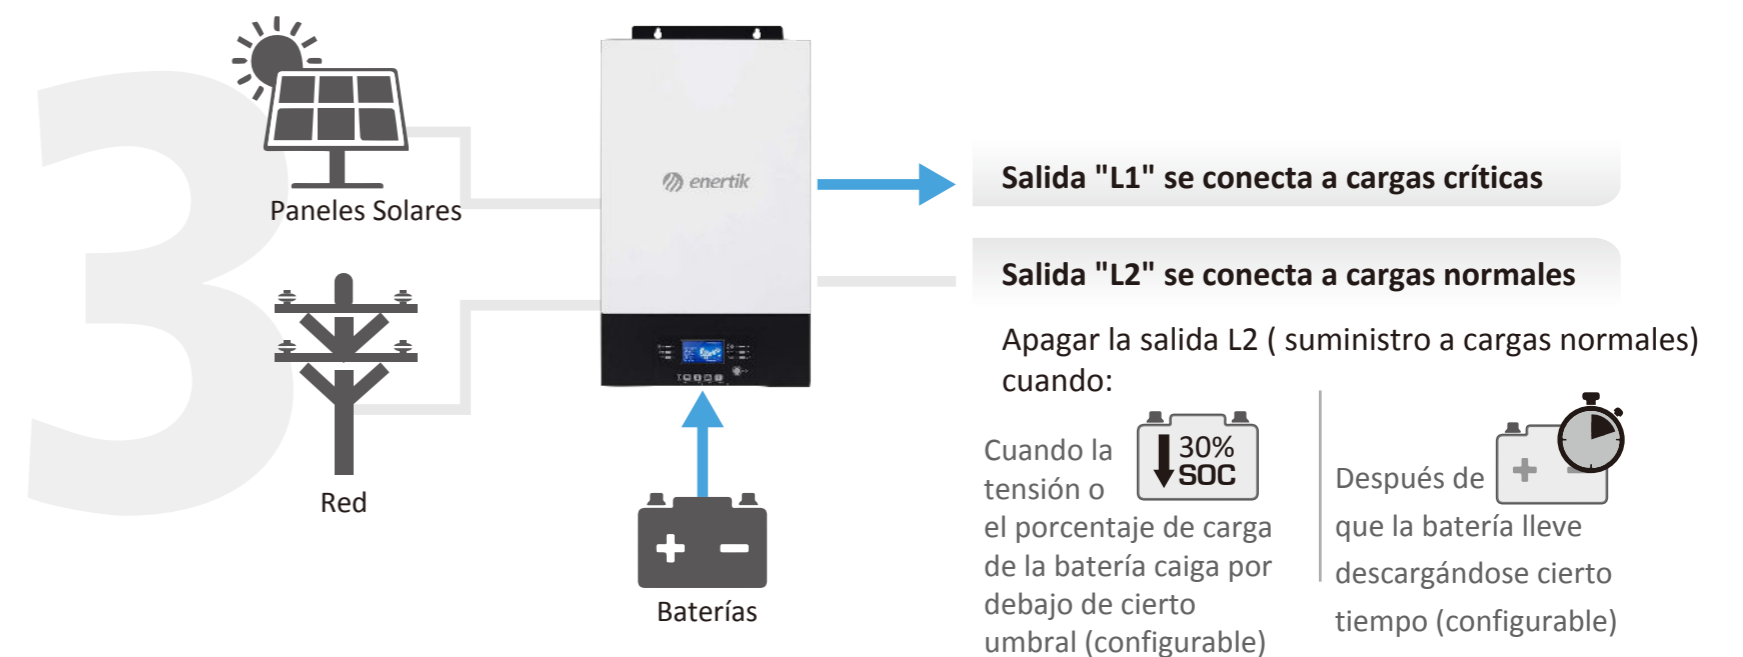 3
Paneles Solares
Red
enertik
Baterías
Salida "L1" se conecta a cargas críticas
Salida "L2" se conecta a cargas normales
Apagar la salida L2 ( suministro a cargas normales)
cuando:
Cuando la
tensión o
el porcentaje de carga
de la batería caiga por
debajo de cierto
umbral (configurable)
30%
SOC
Después de
que la batería lleve
descargándose cierto
tiempo (configurable)